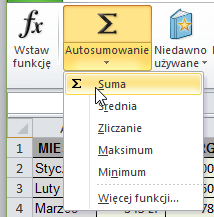 Wstaw
funkcję
Autosumowanie
Niedawno
używane
Σ Suma
Średnia
Zliczanie
Maksimum
Minimum
Więcej funkcji...
1 MIE
2 Stycz
3 Luty
4 Marzec